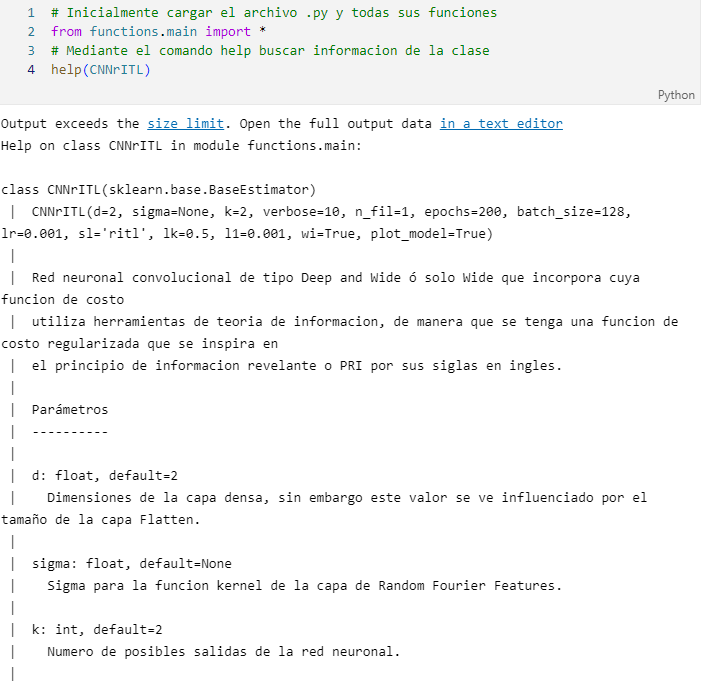 1 # Inicialmente cargar el archivo .py y todas sus funciones
2 from functions.main import *
3 # Mediante el comando help buscar informacion de la clase
4 help(CNNrITL)
Python
Output exceeds the size limit. Open the full output data in a text editor
Help on class CNNrITL in module functions.main:
class CNNrITL(sklearn.base.BaseEstimator)
 |  CNNrITL(d=2, sigma=None, k=2, verbose=10, n_fil=1, epochs=200, batch_size=128,
lr=0.001, sl='ritl', lk=0.5, l1=0.001, wi=True, plot_model=True)
 |
 |  Red neuronal convolucional de tipo Deep and Wide ó solo Wide que incorpora cuya
funcion de costo
 |  utiliza herramientas de teoria de informacion, de manera que se tenga una funcion de
costo regularizada que se inspira en
 |  el principio de informacion revelante o PRI por sus siglas en ingles.
 |
 |  Parámetros
 |  ----------
 |
 |  d: float, default=2
 |    Dimensiones de la capa densa, sin embargo este valor se ve influenciado por el
tamaño de la capa Flatten.
 |
 |  sigma: float, default=None
 |    Sigma para la funcion kernel de la capa de Random Fourier Features.
 |
 |  k: int, default=2
 |    Numero de posibles salidas de la red neuronal.
 |